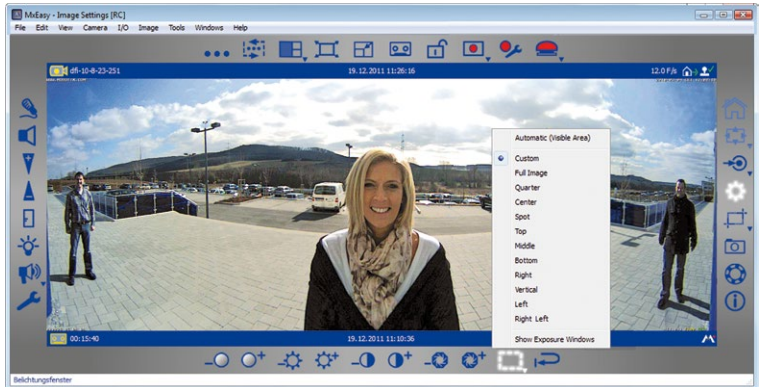 MxEasy - Image Settings [RC]
File Edit View Camera I/O Image Tools Windows Help
dfi-10-8-23-251 19.12.2011 11:26:16 12.0 F/s
Automatic (Visible Area)
Custom
Full Image
Quarter
Center
Spot
Top
Middle
Bottom
Right
Vertical
Left
Right Left
Show Exposure Windows
00:15:40 19.12.2011 11:10:36
Belichtungsfenster